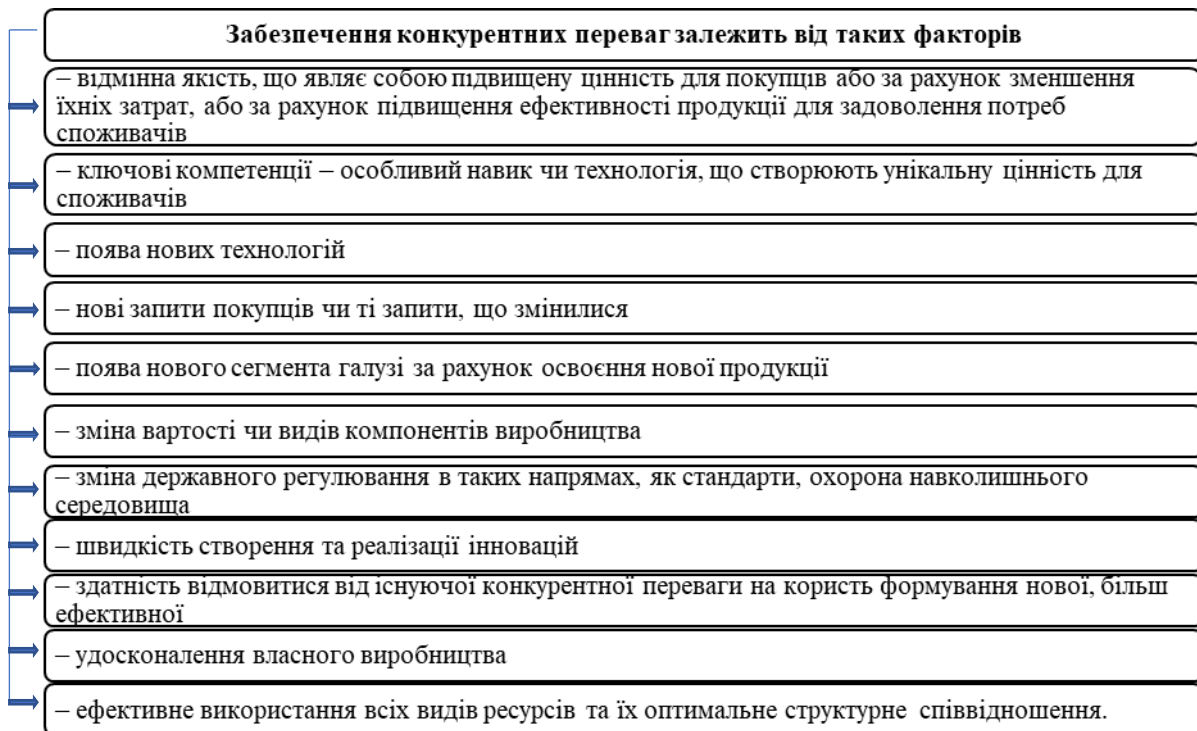 Забезпечення конкурентних переваг залежить від таких факторів
– відмінна якість, що являє собою підвищену цінність для покупців або за рахунок зменшення
їхніх затрат, або за рахунок підвищення ефективності продукції для задоволення потреб
споживачів
– ключові компетенції – особливий навик чи технологія, що створюють унікальну цінність для
споживачів
– поява нових технологій
– нові запити покупців чи ті запити, що змінилися
– поява нового сегмента галузі за рахунок освоєння нової продукції
– зміна вартості чи видів компонентів виробництва
– зміна державного регулювання в таких напрямах, як стандарти, охорона навколишнього
середовища
– швидкість створення та реалізації інновацій
– здатність відмовитися від існуючої конкурентної переваги на користь формування нової, більш
ефективної
– удосконалення власного виробництва
– ефективне використання всіх видів ресурсів та їх оптимальне структурне співвідношення.